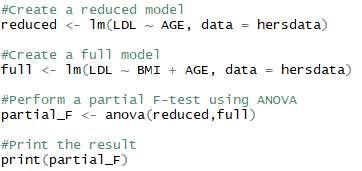 #Create a reduced model
reduced <- lm(LDL ~ AGE, data = hersdata)
#Create a full model
full <- lm(LDL ~ BMI + AGE, data = hersdata)
#Perform a partial F-test using ANOVA
partial_F <- anova(reduced,full)
#Print the result
print(partial_F)